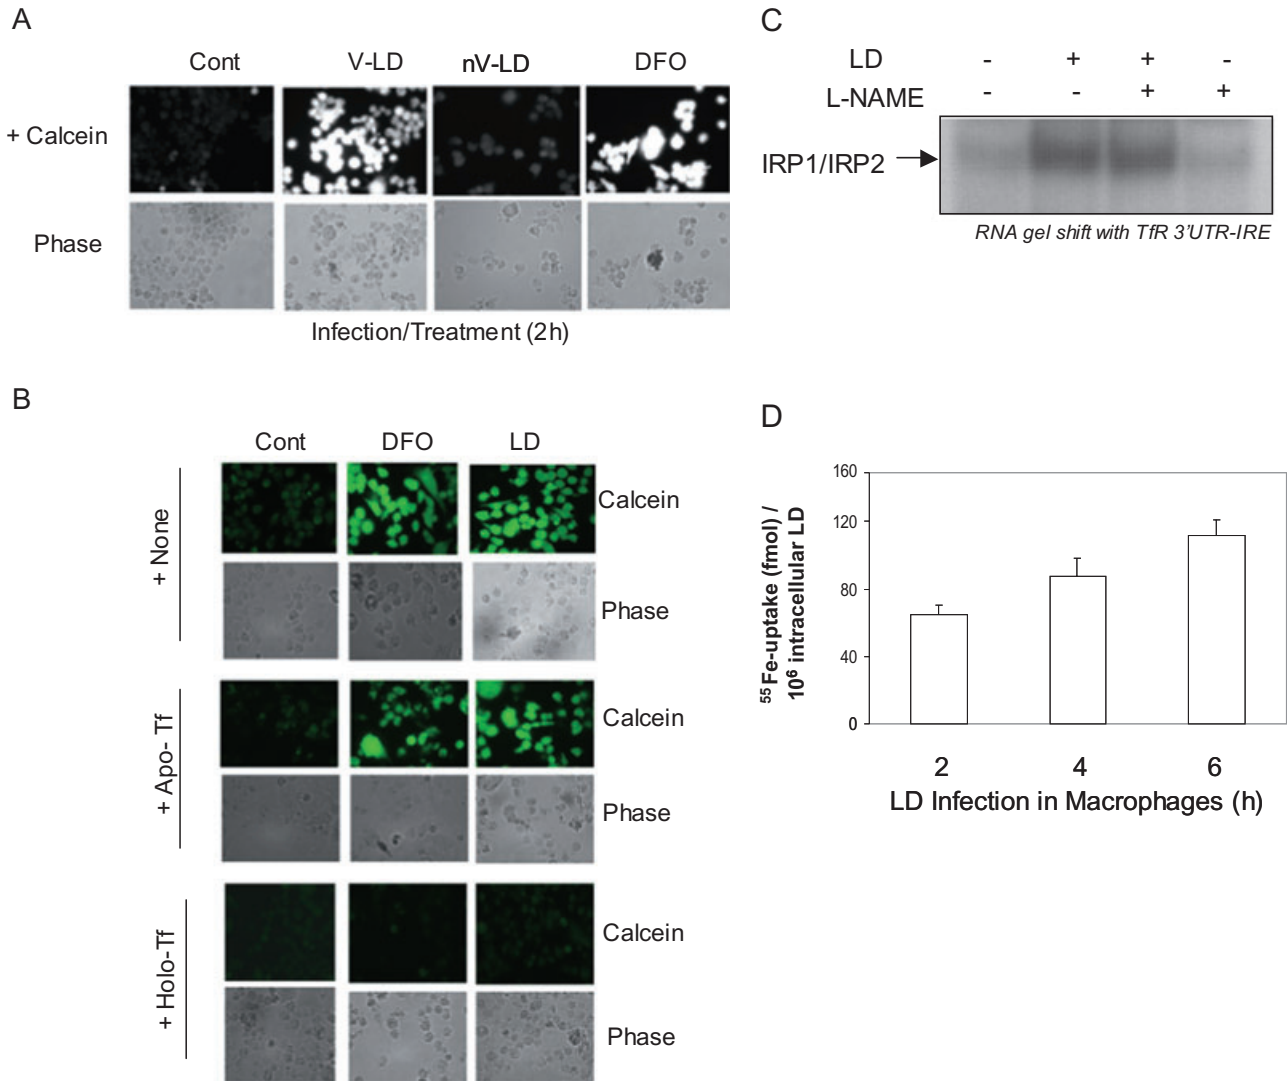 A
Cont V-LD nV-LD DFO
+ Calcein
Phase
Infection/Treatment (2h)
B
Cont DFO LD
+ None
Calcein
Phase
+ Apo- Tf
Calcein
Phase
+ Holo-Tf
Calcein
Phase
C
LD - + + -
L-NAME - - + +
IRP1/IRP2
RNA gel shift with TfR 3'UTR-IRE
D
55Fe-uptake (fmol) /
10⁶ intracellular LD
160
120
80
40
0
2 4 6
LD Infection in Macrophages (h)